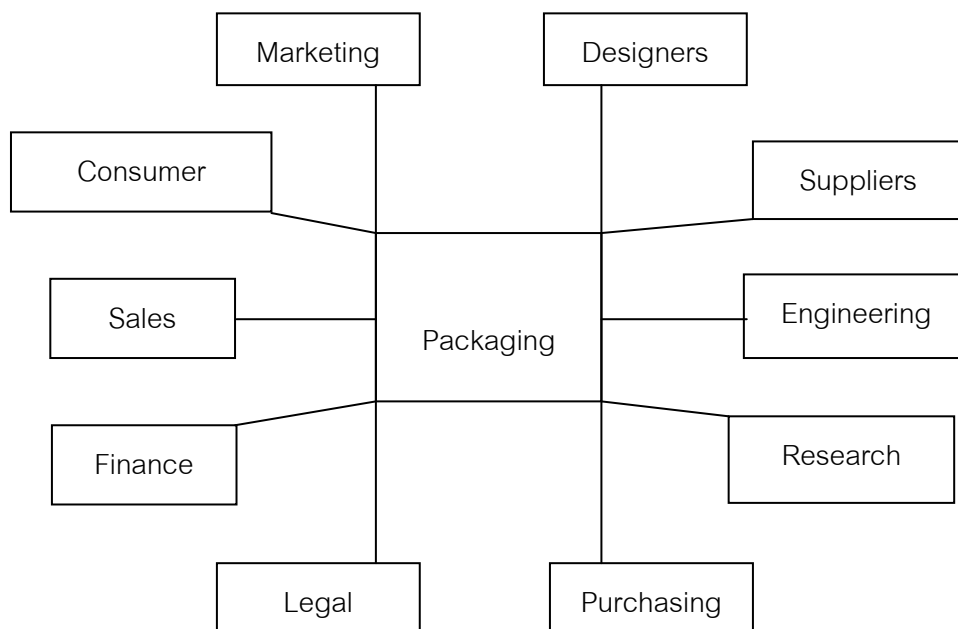 Marketing
Designers
Consumer
Suppliers
Sales
Engineering
Packaging
Finance
Research
Legal
Purchasing